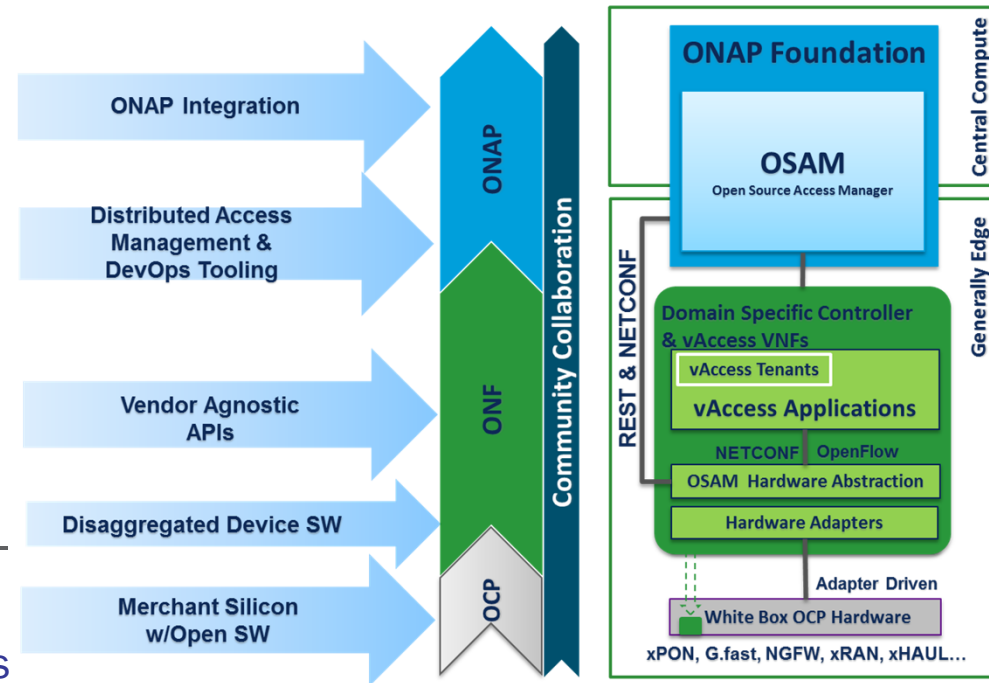 ONAP Integration
Distributed Access
Management &
DevOps Tooling
Vendor Agnostic
APIs
Disaggregated Device SW
Merchant Silicon
w/Open SW
s
ONAP
ONF
OCP
Community Collaboration
ONAP Foundation
OSAM
Open Source Access Manager
Central Compute
Generally Edge
REST & NETCONF
Domain Specific Controller
& vAccess VNFs
vAccess Tenants
vAccess Applications
NETCONF OpenFlow
OSAM Hardware Abstraction
Hardware Adapters
Adapter Driven
White Box OCP Hardware
xPON, G.fast, NGFW, xRAN, xHAUL...